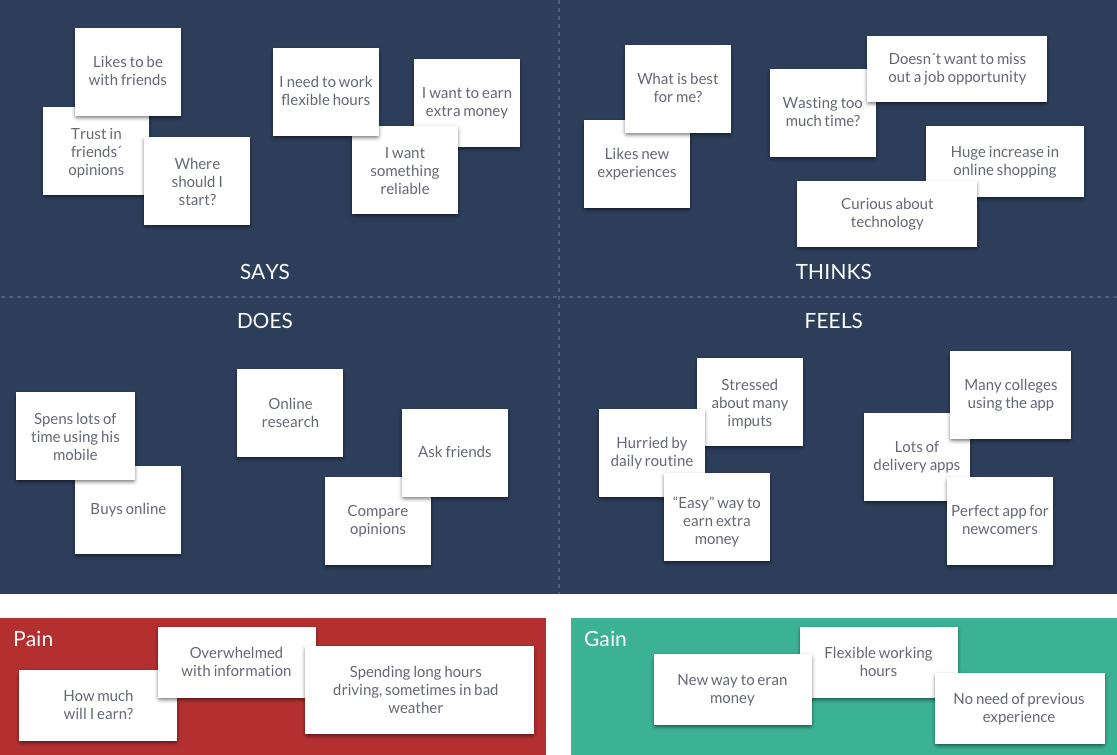 Likes to be
with friends
Trust in
friends´
opinions
Where
should I
start?
I need to work
flexible hours
I want to earn
extra money
I want
something
reliable
SAYS
What is best
for me?
Likes new
experiences
Wasting too
much time?
Doesn´t want to miss
out a job opportunity
Huge increase in
online shopping
Curious about
technology
THINKS
DOES
Spens lots of
time using his
mobile
Buys online
Online
research
Ask friends
Compare
opinions
FEELS
Stressed
about many
imputs
Hurried by
daily routine
“Easy” way to
earn extra
money
Many colleges
using the app
Lots of
delivery apps
Perfect app for
newcomers
Pain
How much
will I earn?
Overwhelmed
with information
Spending long hours
driving, sometimes in bad
weather
Gain
New way to eran
money
Flexible working
hours
No need of previous
experience